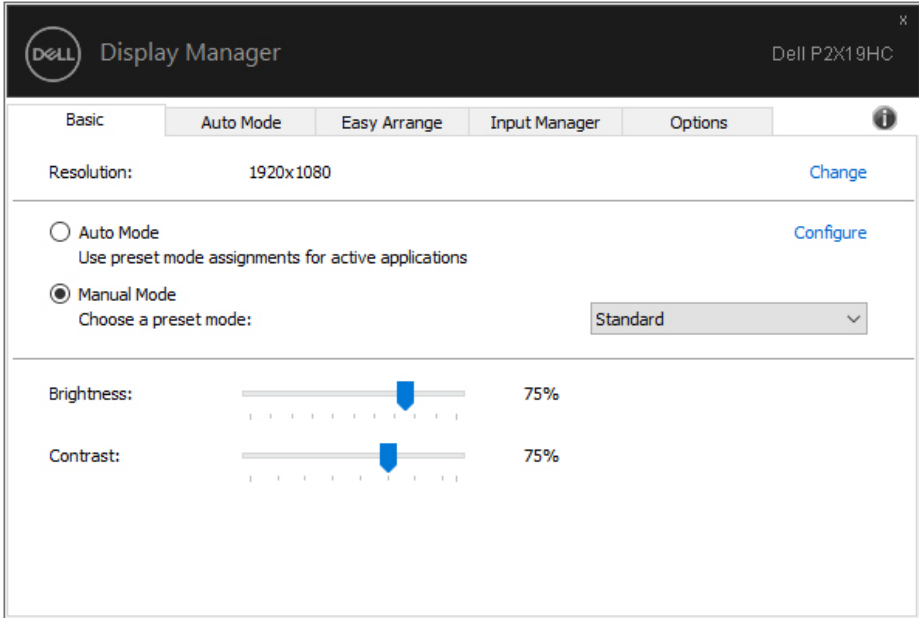 x
DELL Display Manager Dell P2X19HC
Basic Auto Mode Easy Arrange Input Manager Options i
Resolution: 1920x1080 Change
Auto Mode Configure
Use preset mode assignments for active applications
Manual Mode
Choose a preset mode: Standard
Brightness: 75%
Contrast: 75%